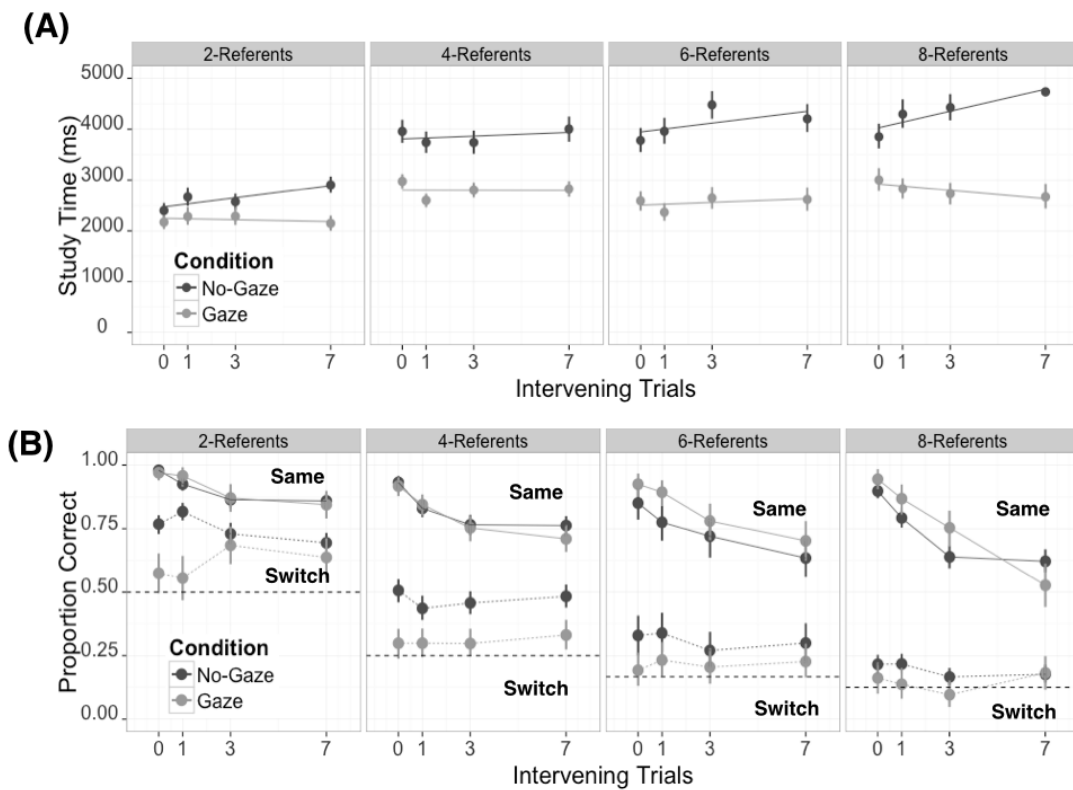 (A)
2-Referents 4-Referents 6-Referents 8-Referents
Study Time (ms)
5000
4000
3000
2000
1000
0
Condition
No-Gaze
Gaze
0 1 3 7 0 1 3 7 0 1 3 7 0 1 3 7
Intervening Trials
(B)
2-Referents 4-Referents 6-Referents 8-Referents
Proportion Correct
1.00
0.75
0.50
0.25
0.00
Same Same Same Same
Switch
Condition
No-Gaze
Gaze
Switch Switch Switch
0 1 3 7 0 1 3 7 0 1 3 7 0 1 3 7
Intervening Trials